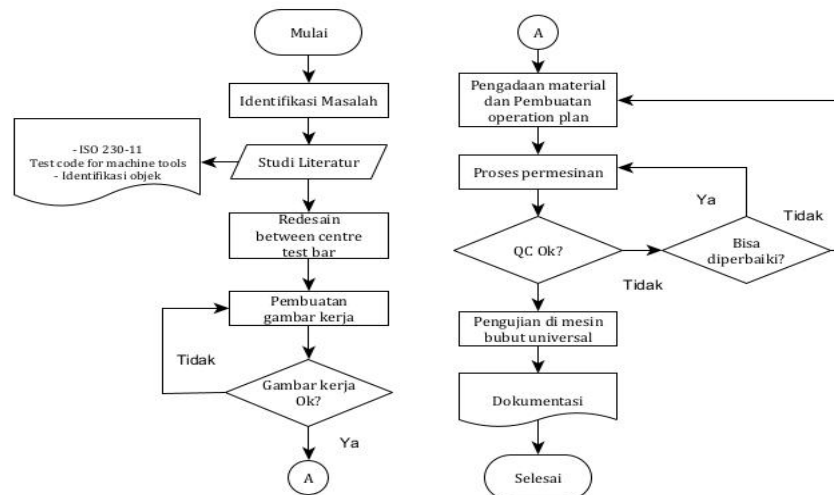 Mulai
Identifikasi Masalah
Studi Literatur
- ISO 230-11
Test code for machine tools
- Identifikasi objek
Redesain
between centre
test bar
Pembuatan
gambar kerja
Tidak
Gambar kerja
Ok?
Ya
A
A
Pengadaan material
dan Pembuatan
operation plan
Proses permesinan
Ya
Tidak
QC Ok?
Bisa
diperbaiki?
Tidak
Pengujian di mesin
bubut universal
Dokumentasi
Selesai